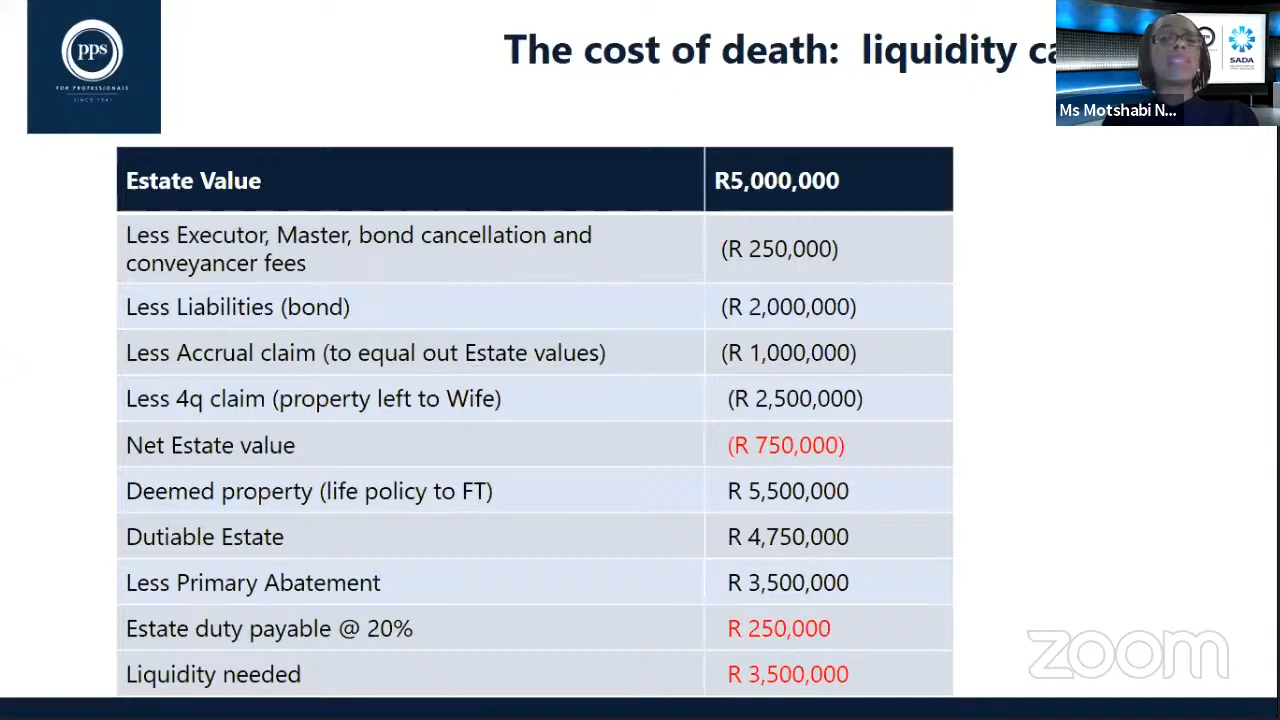 pps
FOR PROFESSIONALS
SINCE 1941
The cost of death: liquidity ca
SADA
Ms Motshabi N...
Estate Value R5,000,000
Less Executor, Master, bond cancellation and
conveyancer fees (R 250,000)
Less Liabilities (bond) (R 2,000,000)
Less Accrual claim (to equal out Estate values) (R 1,000,000)
Less 4q claim (property left to Wife) (R 2,500,000)
Net Estate value (R 750,000)
Deemed property (life policy to FT) R 5,500,000
Dutiable Estate R 4,750,000
Less Primary Abatement R 3,500,000
Estate duty payable @ 20% R 250,000
Liquidity needed R 3,500,000
zoom